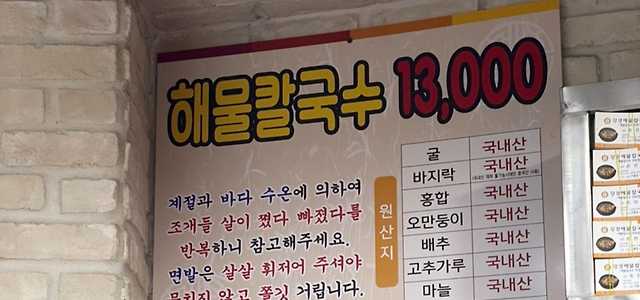 해물칼국수 13,000
계절과 바다 수온에 의하여
조개들 살이 쪘다 빠졌다를
반복하니 참고해주세요.
면발은 살살 휘저어 주셔야
뭉치지 않고 쫄깃 거립니다.
원산지
굴 국내산
바지락 국내산
홍합 국내산
오만둥이 국내산
배추 국내산
고추가루 국내산
마늘 국내산